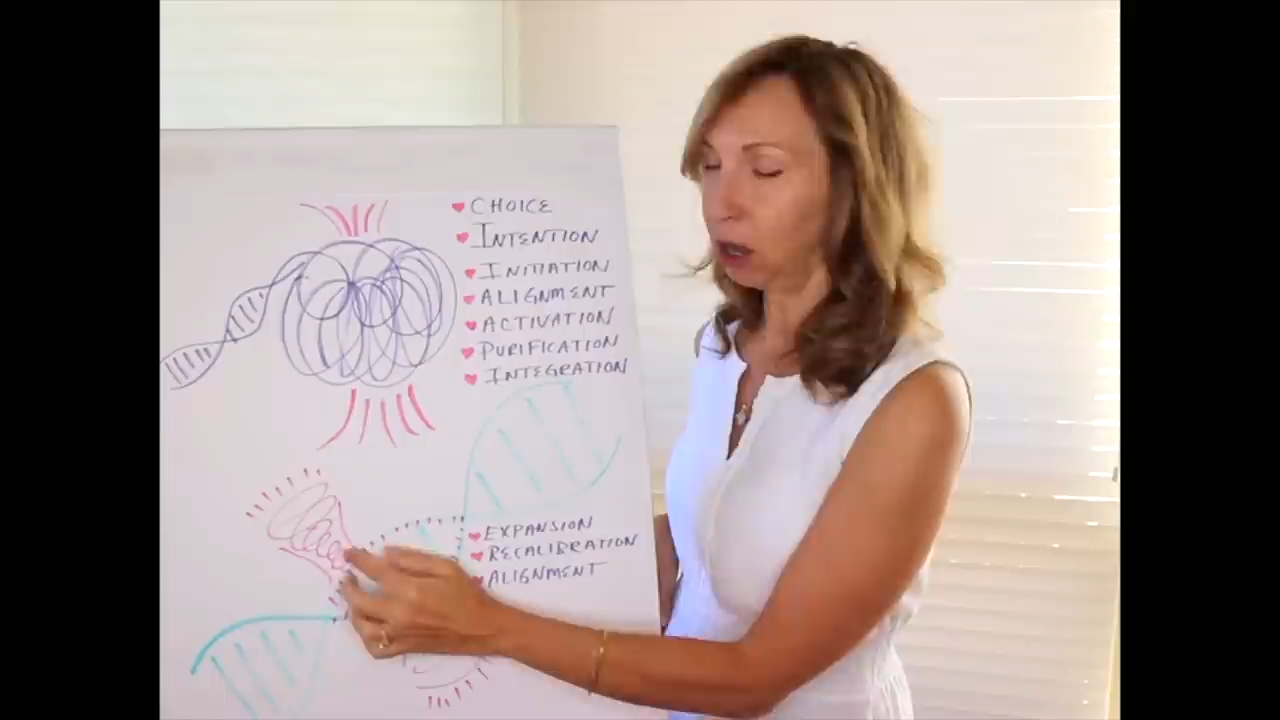 CHOICE
INTENTION
INITIATION
ALIGNMENT
ACTIVATION
PURIFICATION
INTEGRATION
EXPANSION
RECALIBRATION
ALIGNMENT